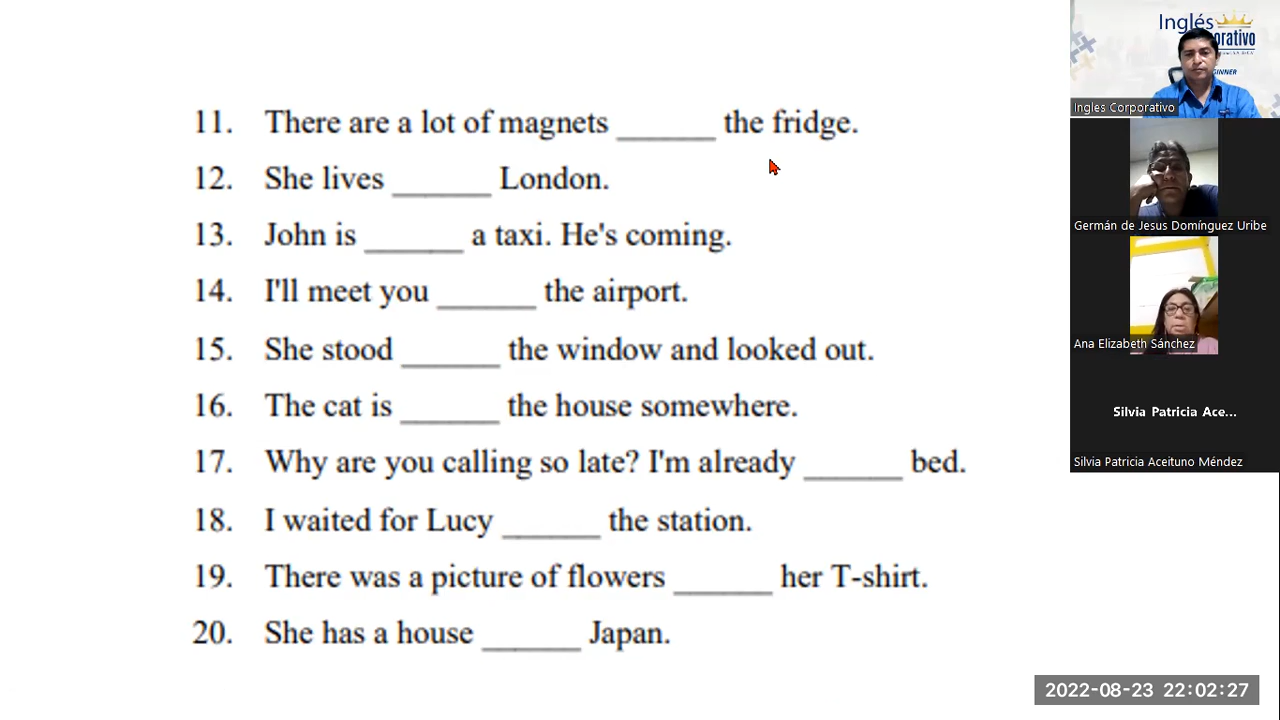 11. There are a lot of magnets ______ the fridge.
12. She lives ______ London.
13. John is ______ a taxi. He's coming.
14. I'll meet you ______ the airport.
15. She stood ______ the window and looked out.
16. The cat is ______ the house somewhere.
17. Why are you calling so late? I'm already ______ bed.
18. I waited for Lucy ______ the station.
19. There was a picture of flowers ______ her T-shirt.
20. She has a house ______ Japan.
Inglés
Ingles Corporativo
Germán de Jesus Domínguez Uribe
Ana Elizabeth Sánchez
Silvia Patricia Ace...
Silvia Patricia Aceituno Méndez
2022-08-23 22:02:27